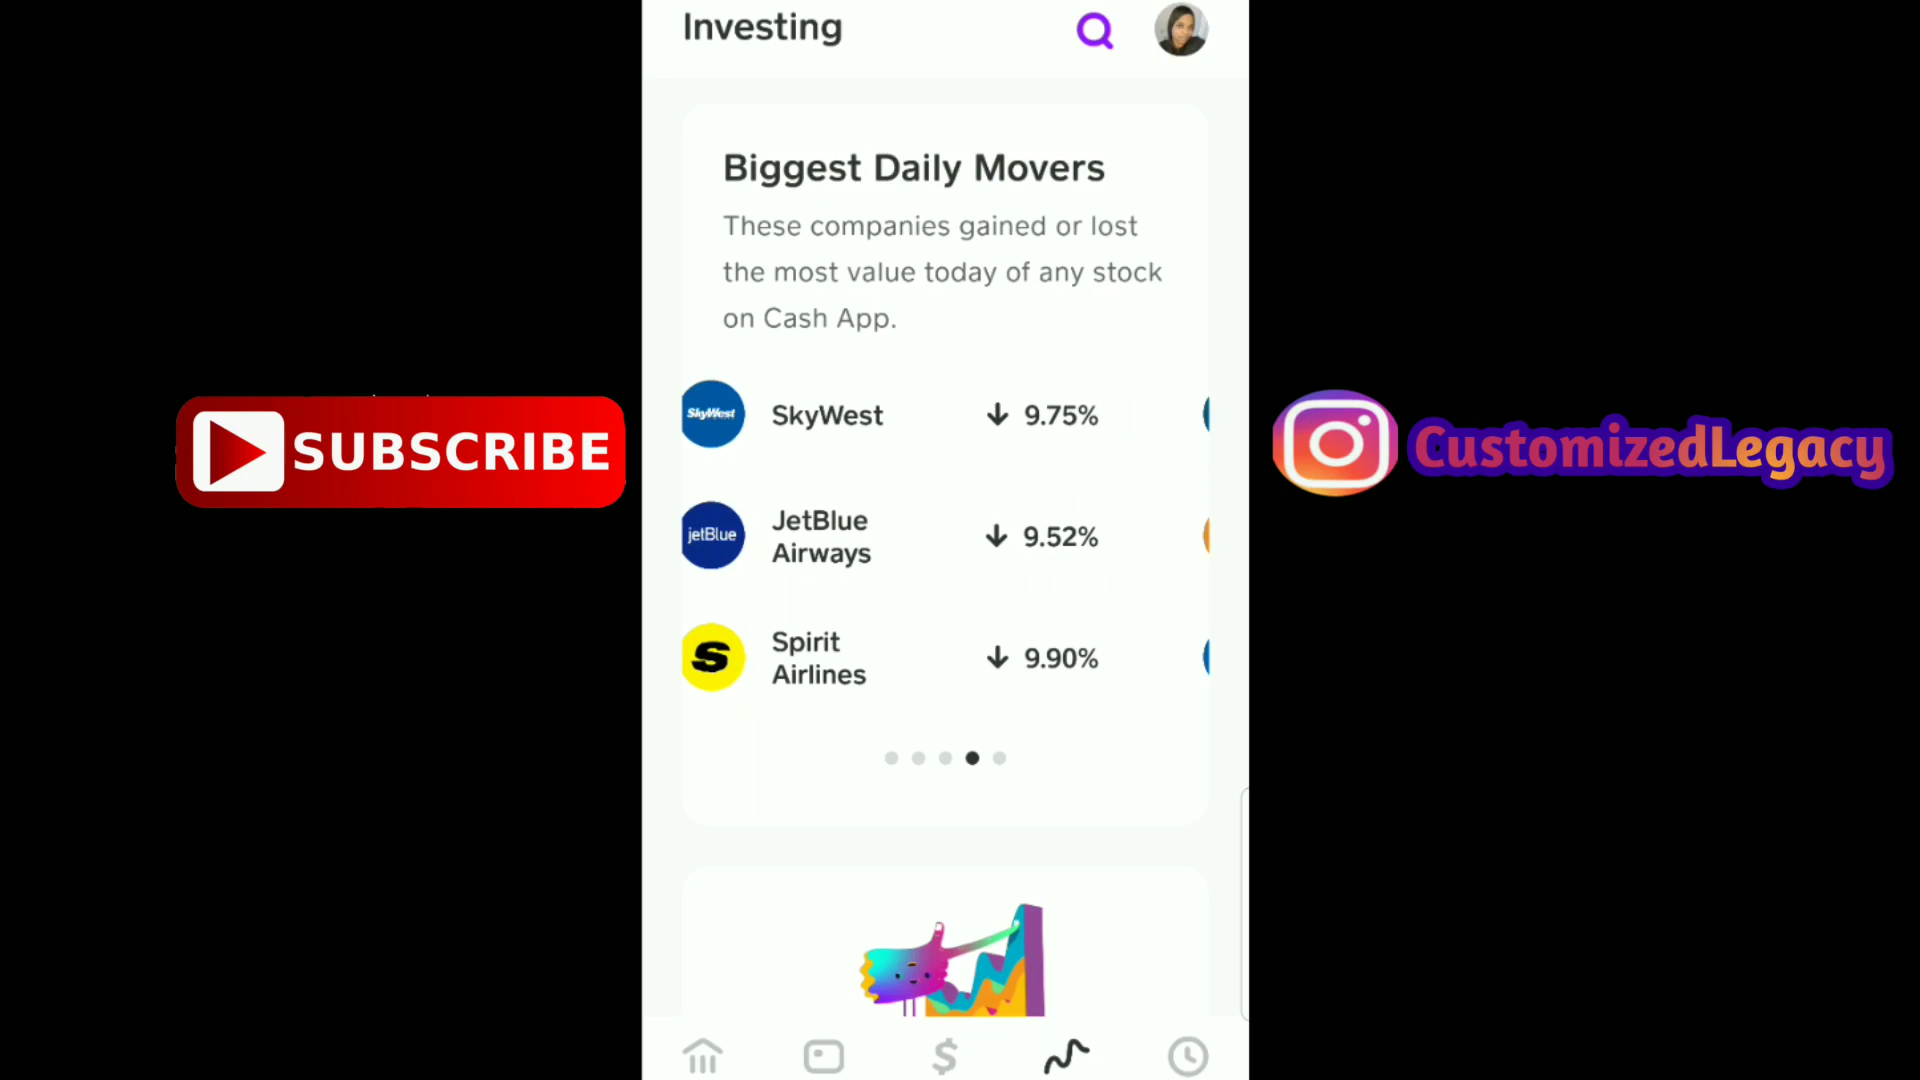 Investing
Biggest Daily Movers
These companies gained or lost
the most value today of any stock
on Cash App.
SkyWest
SkyWest
↓ 9.75%
jetBlue
JetBlue
Airways
↓ 9.52%
S
Spirit
Airlines
↓ 9.90%
$
SUBSCRIBE
CustomizedLegacy